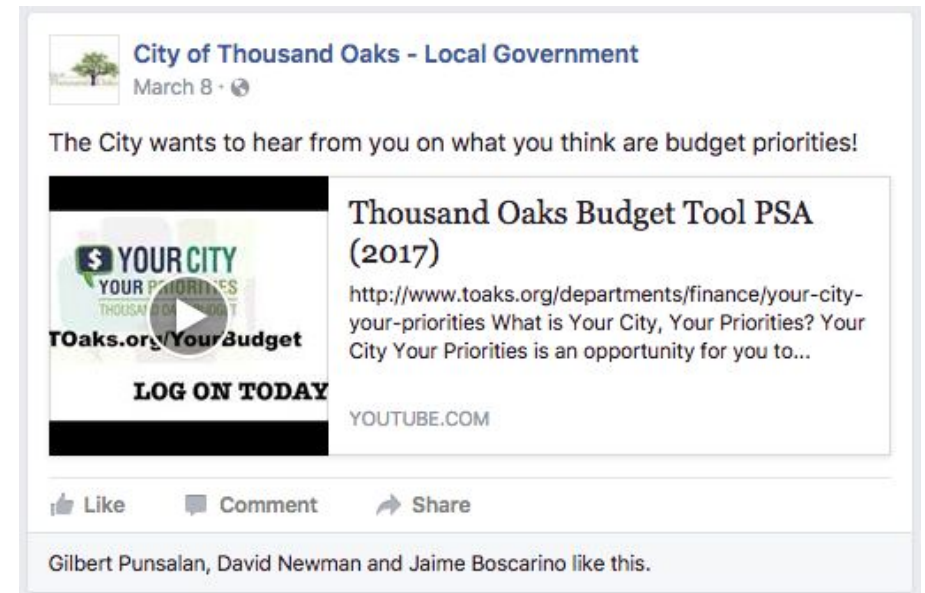 City of Thousand Oaks - Local Government
March 8 ·
The City wants to hear from you on what you think are budget priorities!
$ YOUR CITY
YOUR PRIORITIES
THOUSAND OAKS BUDGET
TOaks.org/YourBudget
LOG ON TODAY
Thousand Oaks Budget Tool PSA
(2017)
http://www.toaks.org/departments/finance/your-city-
your-priorities What is Your City, Your Priorities? Your
City Your Priorities is an opportunity for you to...
YOUTUBE.COM
Like Comment Share
Gilbert Punsalan, David Newman and Jaime Boscarino like this.